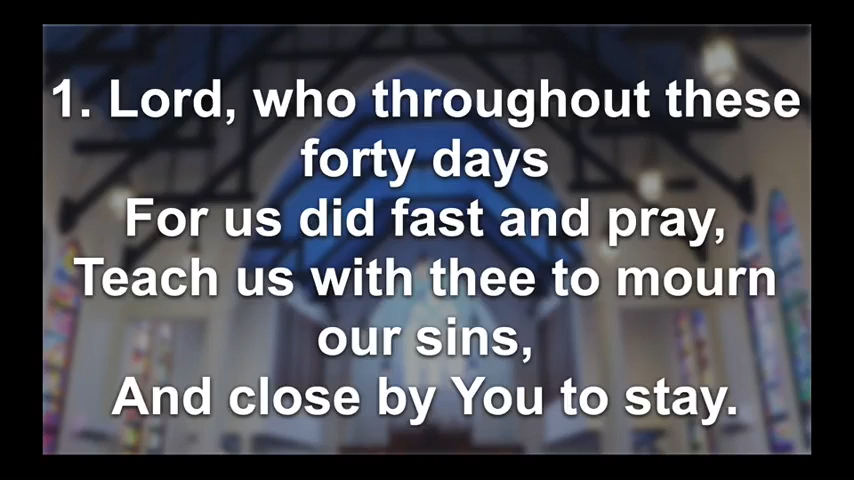 1. Lord, who throughout these
forty days
For us did fast and pray,
Teach us with thee to mourn
our sins,
And close by You to stay.